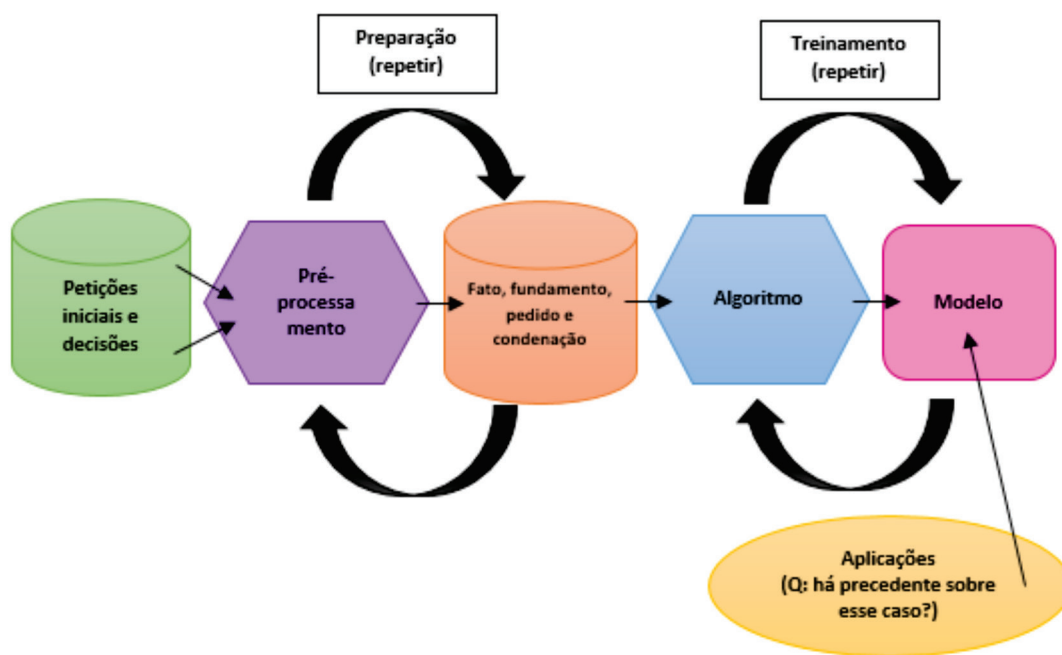 Preparação
(repetir)
Treinamento
(repetir)
Petições
iniciais e
decisões
Pré-
processa
mento
Fato, fundamento,
pedido e
condenação
Algoritmo
Modelo
Aplicações
(Q: há precedente sobre
esse caso?)